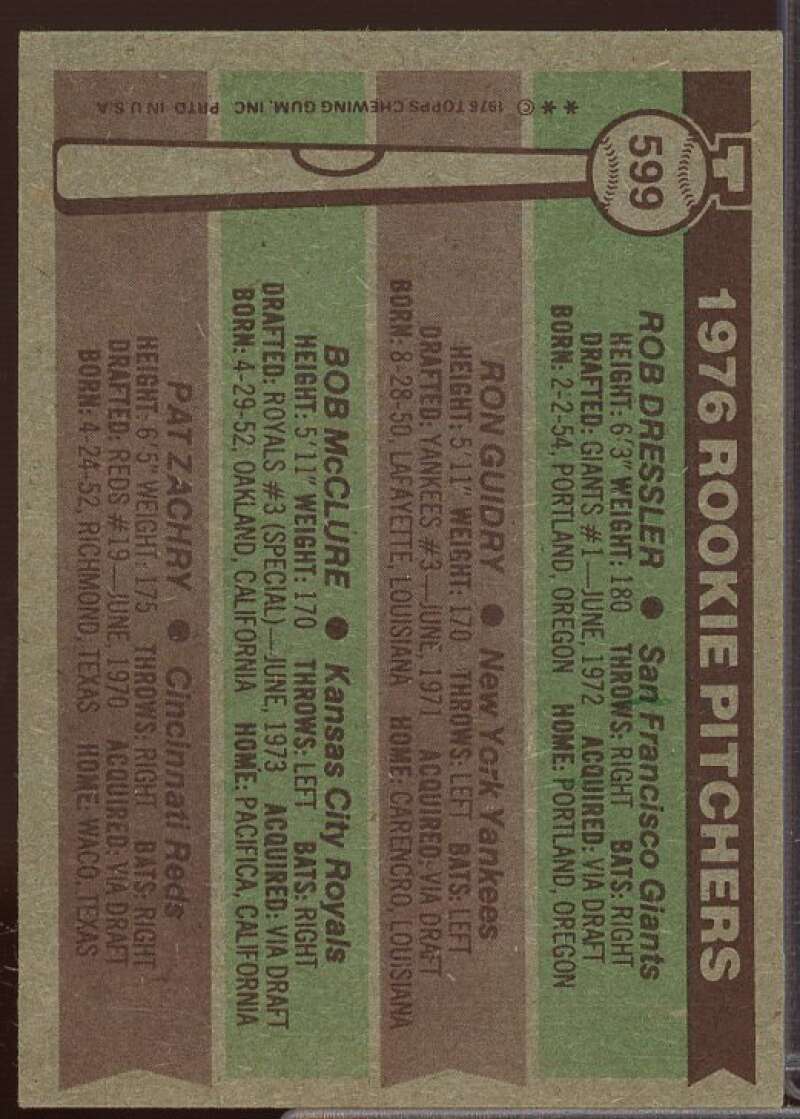 T
599
1976 ROOKIE PITCHERS
ROB DRESSLER ● San Francisco Giants
HEIGHT: 6'3" WEIGHT: 180 THROWS: RIGHT BATS: RIGHT
DRAFTED: GIANTS #1—JUNE, 1972 ACQUIRED: VIA DRAFT
BORN: 2-2-54, PORTLAND, OREGON HOME: PORTLAND, OREGON
RON GUIDRY ● New York Yankees
HEIGHT: 5'11" WEIGHT: 170 THROWS: LEFT BATS: LEFT
DRAFTED: YANKEES #3—JUNE, 1971 ACQUIRED: VIA DRAFT
BORN: 8-28-50, LAFAYETTE, LOUISIANA HOME: CARENCRO, LOUISIANA
BOB McCLURE ● Kansas City Royals
HEIGHT: 5'11" WEIGHT: 170 THROWS: LEFT BATS: RIGHT
DRAFTED: ROYALS #3 (SPECIAL)—JUNE, 1973 ACQUIRED: VIA DRAFT
BORN: 4-29-52, OAKLAND, CALIFORNIA HOME: PACIFICA, CALIFORNIA
PAT ZACHRY ● Cincinnati Reds
HEIGHT: 6'5 WEIGHT: 175 THROWS: RIGHT BATS: RIGHT
DRAFTED: REDS #19—JUNE, 1970 ACQUIRED: VIA DRAFT
BORN: 4-24-52, RICHMOND, TEXAS HOME: WACO, TEXAS
** © 1976 TOPPS CHEWING GUM, INC. PRTD. IN U.S.A.